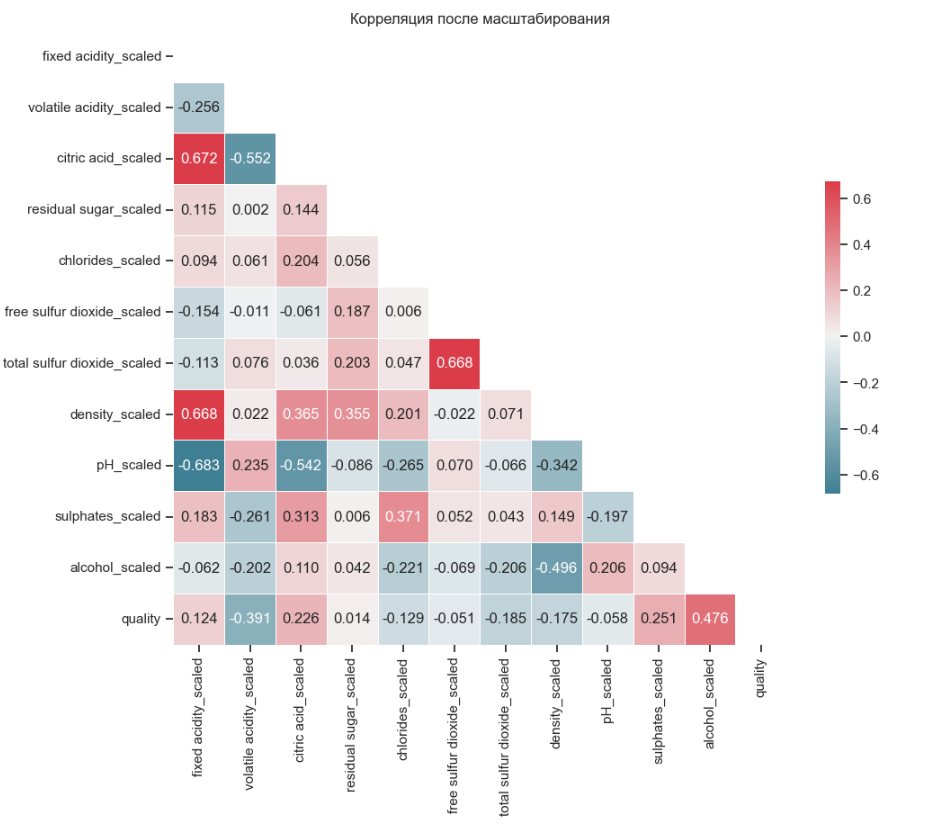 Корреляция после масштабирования
fixed acidity_scaled
volatile acidity_scaled -0.256
citric acid_scaled 0.672 -0.552
residual sugar_scaled 0.115 0.002 0.144
chlorides_scaled 0.094 0.061 0.204 0.056
free sulfur dioxide_scaled -0.154 -0.011 -0.061 0.187 0.006
total sulfur dioxide_scaled -0.113 0.076 0.036 0.203 0.047 0.668
density_scaled 0.668 0.022 0.365 0.355 0.201 -0.022 0.071
pH_scaled -0.683 0.235 -0.542 -0.086 -0.265 0.070 -0.066 -0.342
sulphates_scaled 0.183 -0.261 0.313 0.006 0.371 0.052 0.043 0.149 -0.197
alcohol_scaled -0.062 -0.202 0.110 0.042 -0.221 -0.069 -0.206 -0.496 0.206 0.094
quality 0.124 -0.391 0.226 0.014 -0.129 -0.051 -0.185 -0.175 -0.058 0.251 0.476
fixed acidity_scaled
volatile acidity_scaled
citric acid_scaled
residual sugar_scaled
chlorides_scaled
free sulfur dioxide_scaled
total sulfur dioxide_scaled
density_scaled
pH_scaled
sulphates_scaled
alcohol_scaled
quality
0.6
0.4
0.2
0.0
−0.2
−0.4
−0.6